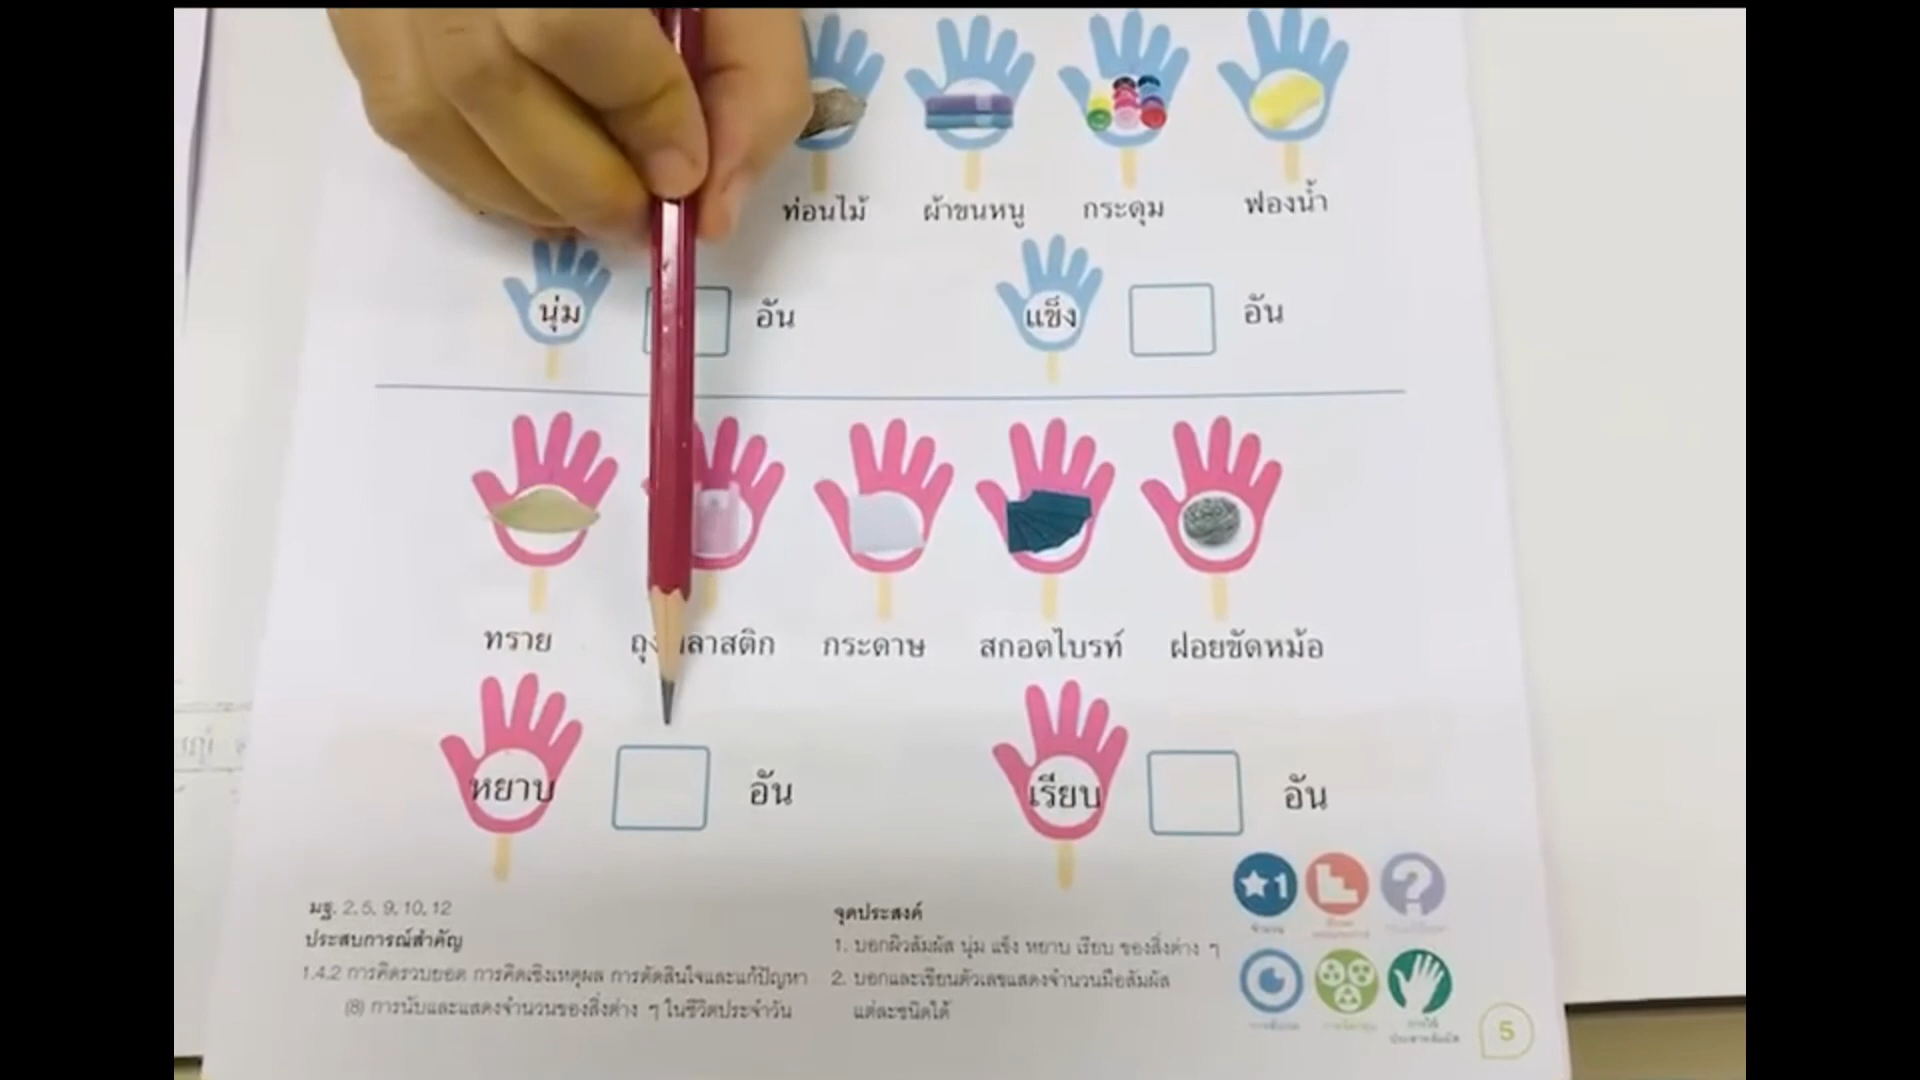 ท่อนไม้ ผ้าขนหนู กระดุม ฟองน้ำ
นุ่ม อัน แข็ง อัน
ทราย ถุงพลาสติก กระดาษ สกอตไบรท์ ฝอยขัดหม้อ
หยาบ อัน เรียบ อัน
มฐ. 2, 5, 9, 10, 12
ประสบการณ์สำคัญ
1.4.2 การคิดรวบยอด การคิดเชิงเหตุผล การตัดสินใจและแก้ปัญหา
(8) การนับและแสดงจำนวนของสิ่งต่าง ๆ ในชีวิตประจำวัน
จุดประสงค์
1. บอกผิวสัมผัส นุ่ม แข็ง หยาบ เรียบ ของสิ่งต่าง ๆ
2. บอกและเขียนตัวเลขแสดงจำนวนมือสัมผัส
แต่ละชนิดได้
1
?
5